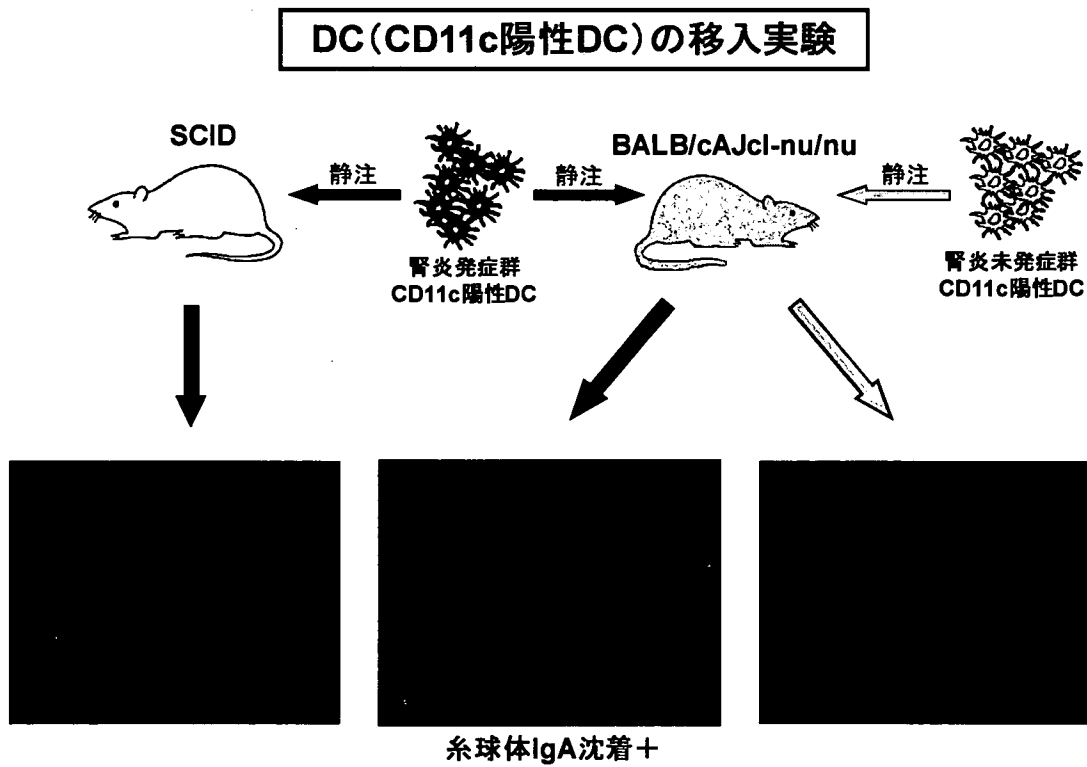 DC(CD11c陽性DC)の移入実験
SCID
静注
腎炎発症群
CD11c陽性DC
静注
BALB/cAJcl-nu/nu
静注
腎炎未発症群
CD11c陽性DC
糸球体IgA沈着＋